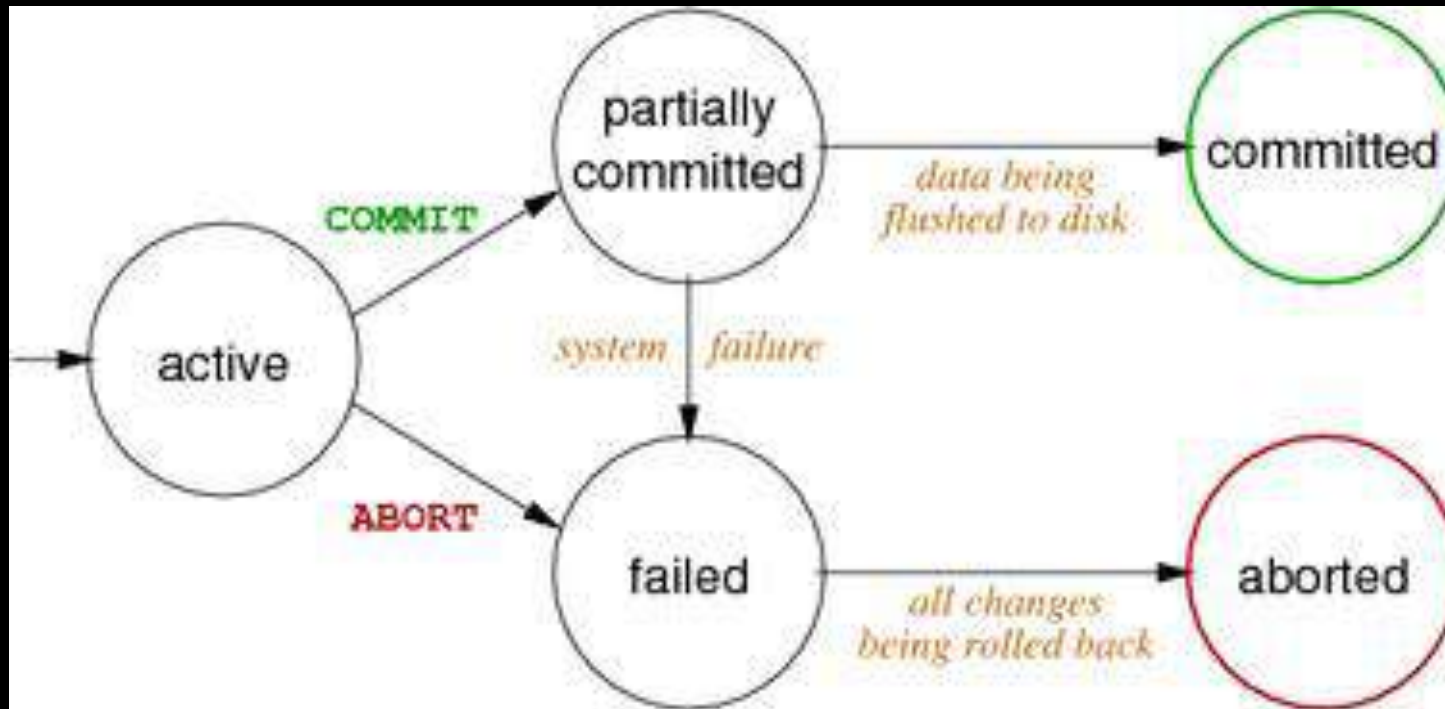 partially
committed
committed
data being
flushed to disk
COMMIT
active
system failure
ABORT
failed
aborted
all changes
being rolled back